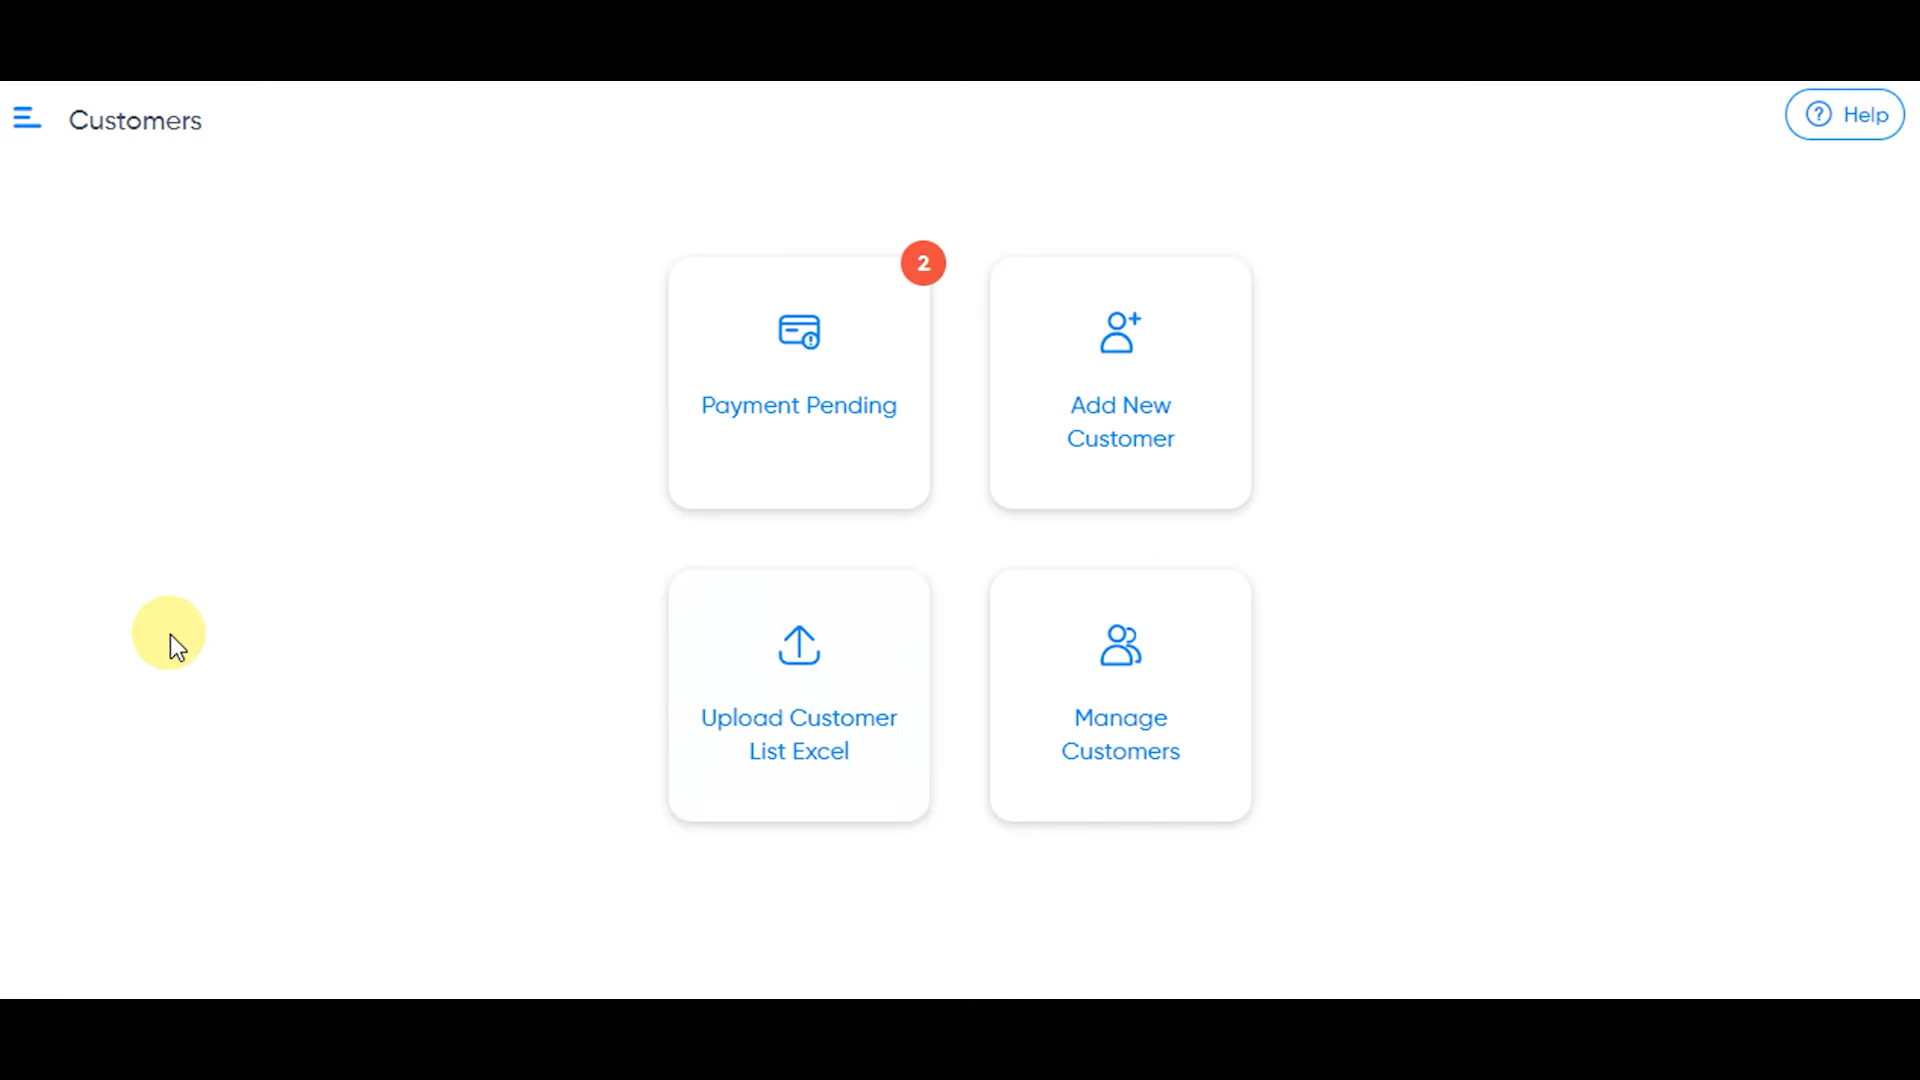 Customers
Help
2
Payment Pending
Add New
Customer
Upload Customer
List Excel
Manage
Customers